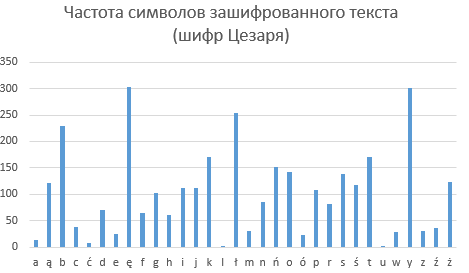 Частота символов зашифрованного текста
(шифр Цезаря)
350
300
250
200
150
100
50
0
a ą b c ć d e ę f g h i j k l ł m n ń o ó p r s ś t u w y z ź ż